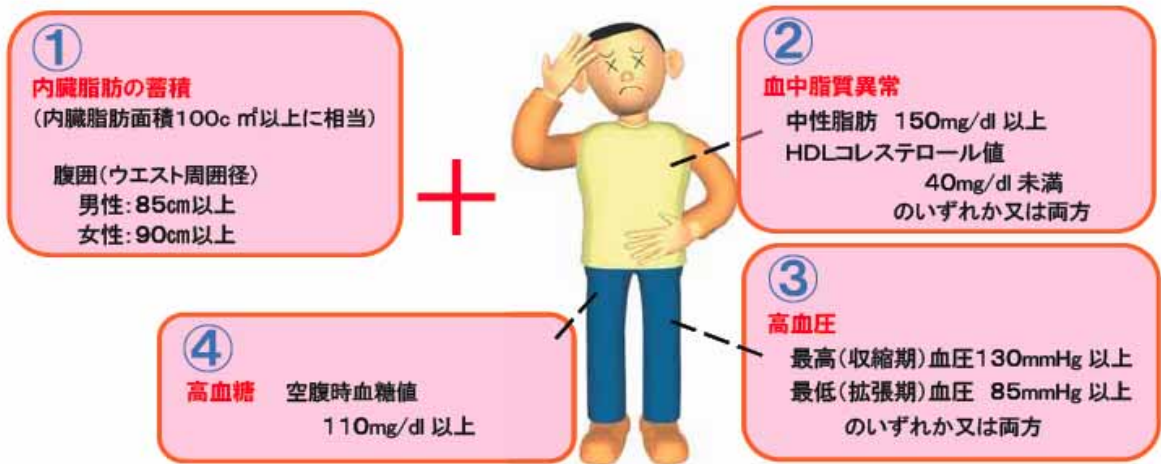 ①
内臓脂肪の蓄積
(内臓脂肪面積100c ㎡以上に相当)
腹囲(ウエスト周囲径)
男性:85㎝以上
女性:90㎝以上
+
②
血中脂質異常
中性脂肪 150mg/dl 以上
HDLコレステロール値
40mg/dl 未満
のいずれか又は両方
③
高血圧
最高(収縮期)血圧130mmHg 以上
最低(拡張期)血圧 85mmHg 以上
のいずれか又は両方
④
高血糖 空腹時血糖値
110mg/dl 以上